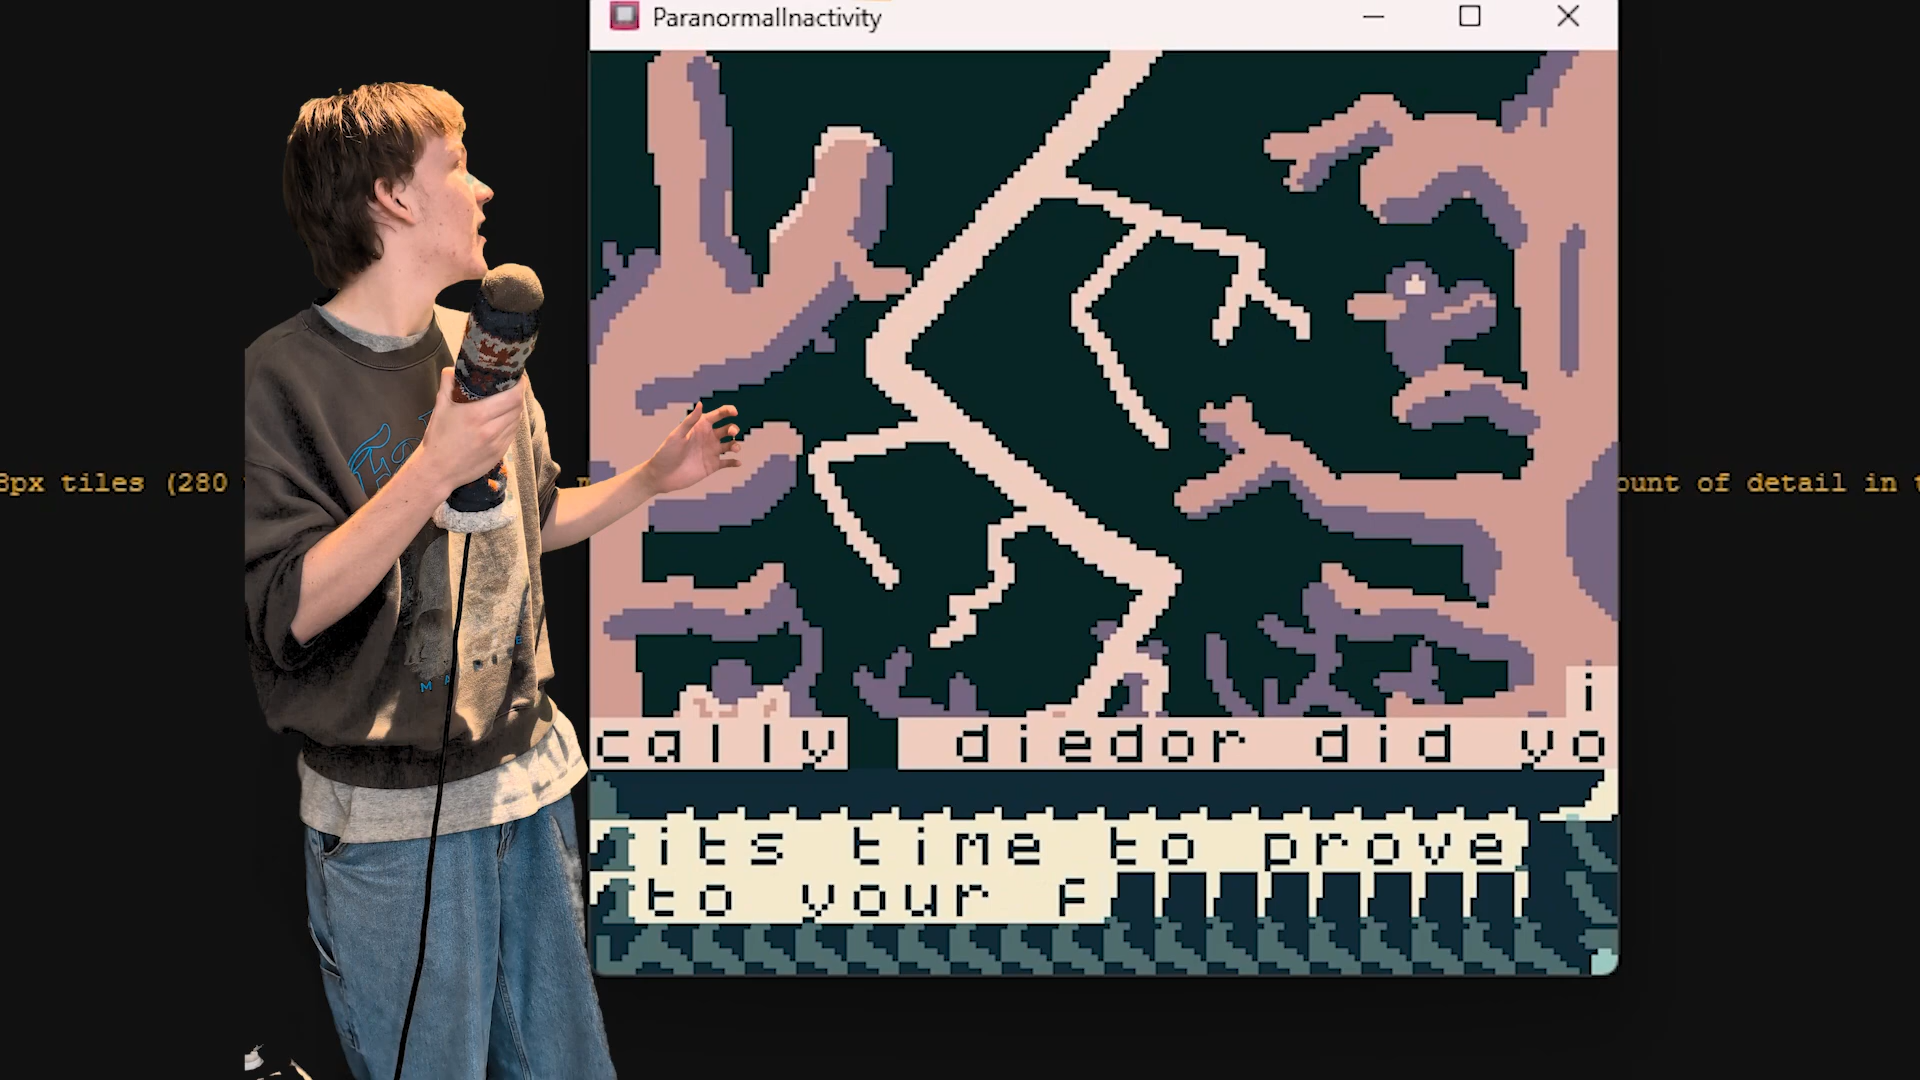 ParanormalInactivity
8px tiles (280
ount of detail in t
i
cally diedor did yo
its time to prove
to your f